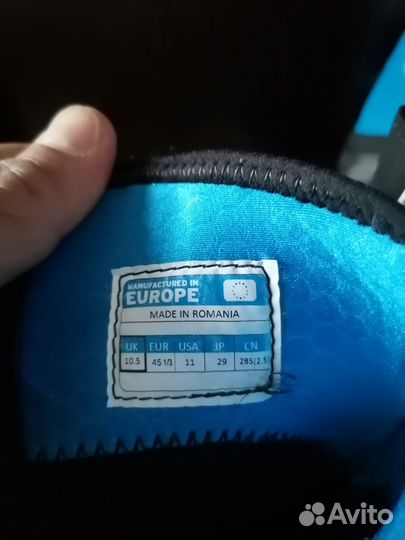 MANUFACTURED IN
EUROPE
MADE IN ROMANIA
UK EUR USA JP CN
10.5 45 1/3 11 29 285(2.5)
Avito